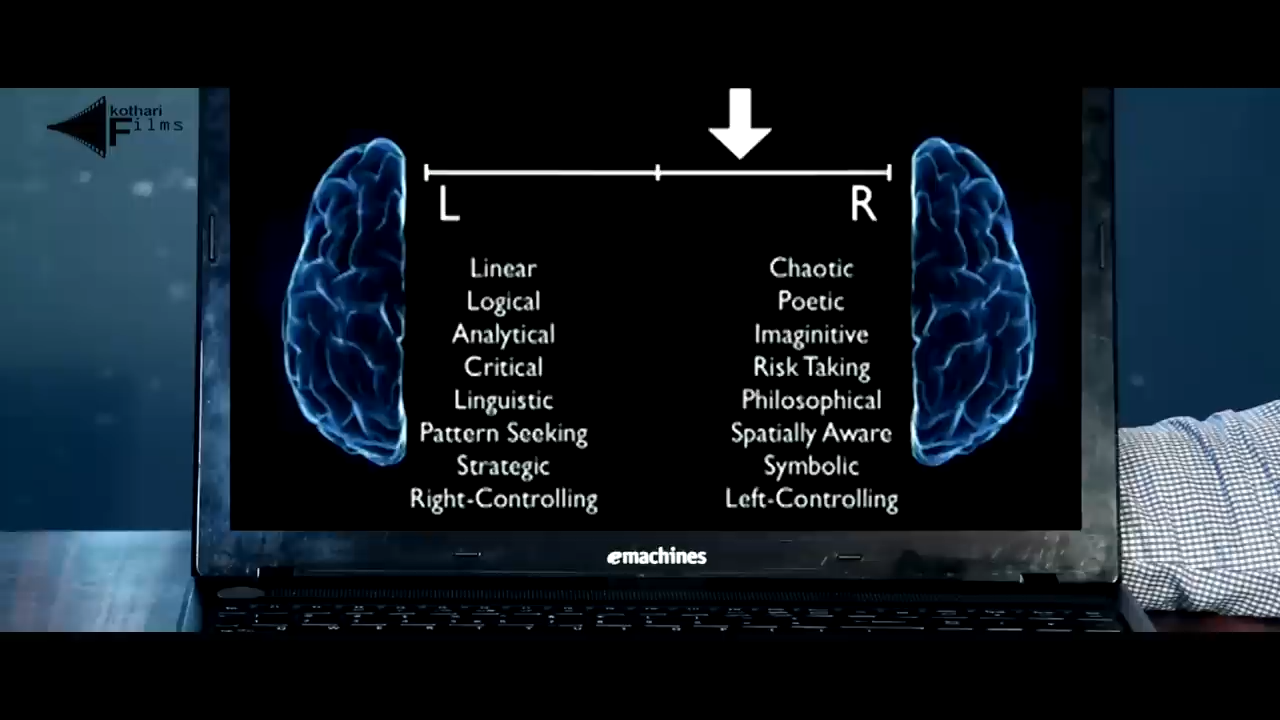 kothari
Films
L
R
Linear
Logical
Analytical
Critical
Linguistic
Pattern Seeking
Strategic
Right-Controlling
Chaotic
Poetic
Imaginitive
Risk Taking
Philosophical
Spatially Aware
Symbolic
Left-Controlling
emachines